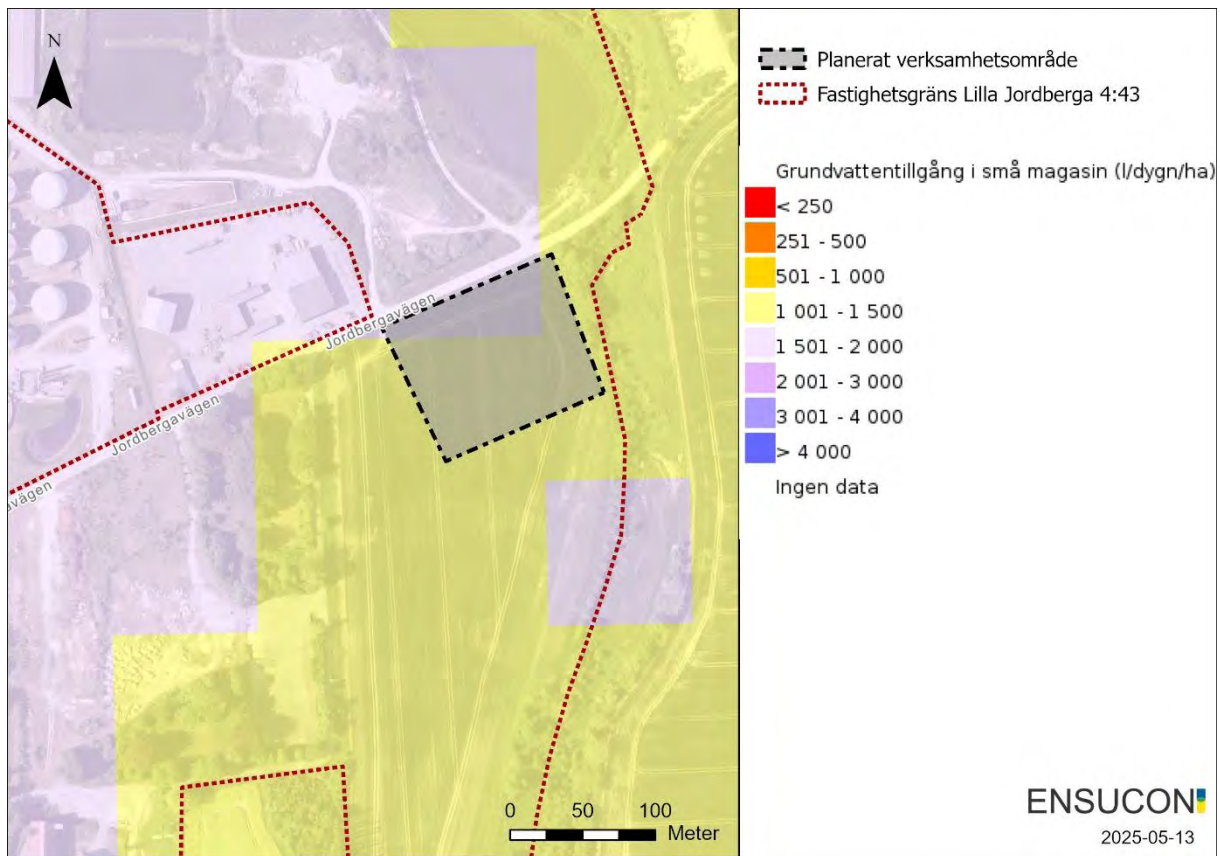 N
Jordbergavägen
Jordbergavägen
avägen
0 50 100
Meter
Planerat verksamhetsområde
Fastighetsgräns Lilla Jordberga 4:43
Grundvattentillgång i små magasin (l/dygn/ha)
< 250
251 - 500
501 - 1 000
1 001 - 1 500
1 501 - 2 000
2 001 - 3 000
3 001 - 4 000
> 4 000
Ingen data
ENSUCON
2025-05-13